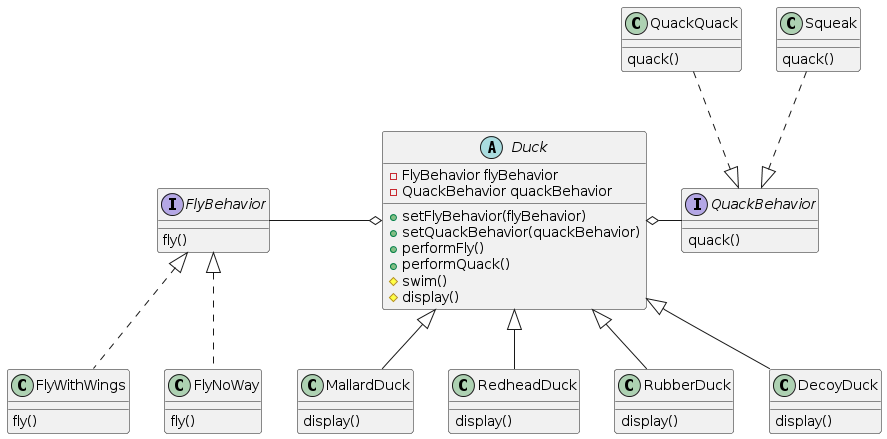 C QuackQuack
quack()
C Squeak
quack()
A Duck
FlyBehavior flyBehavior
QuackBehavior quackBehavior
setFlyBehavior(flyBehavior)
setQuackBehavior(quackBehavior)
performFly()
performQuack()
swim()
display()
I FlyBehavior
fly()
I QuackBehavior
quack()
C FlyWithWings
fly()
C FlyNoWay
fly()
C MallardDuck
display()
C RedheadDuck
display()
C RubberDuck
display()
C DecoyDuck
display()